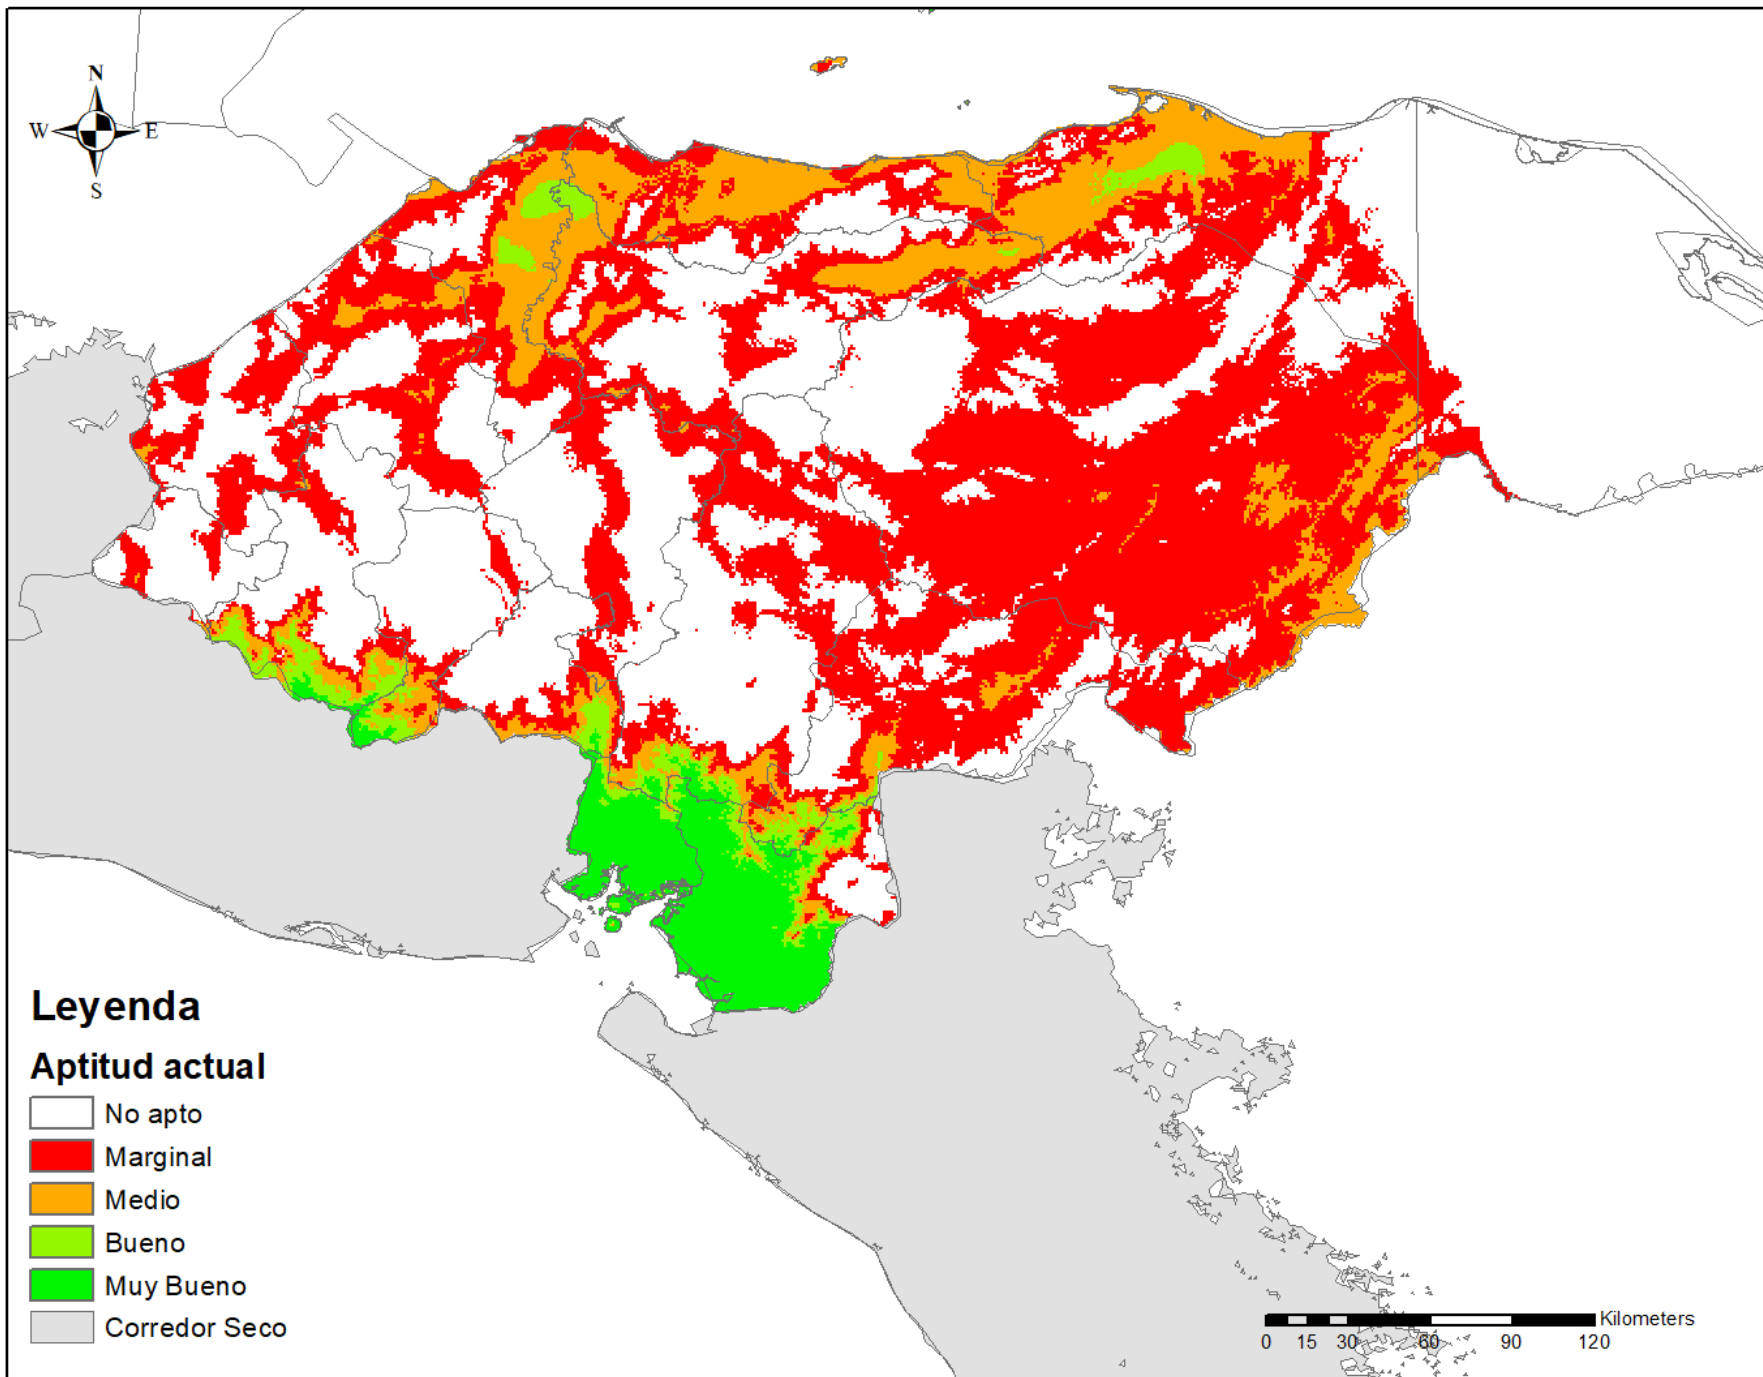 N
W E
S
Leyenda
Aptitud actual
No apto
Marginal
Medio
Bueno
Muy Bueno
Corredor Seco
Kilometers
0 15 30 60 90 120